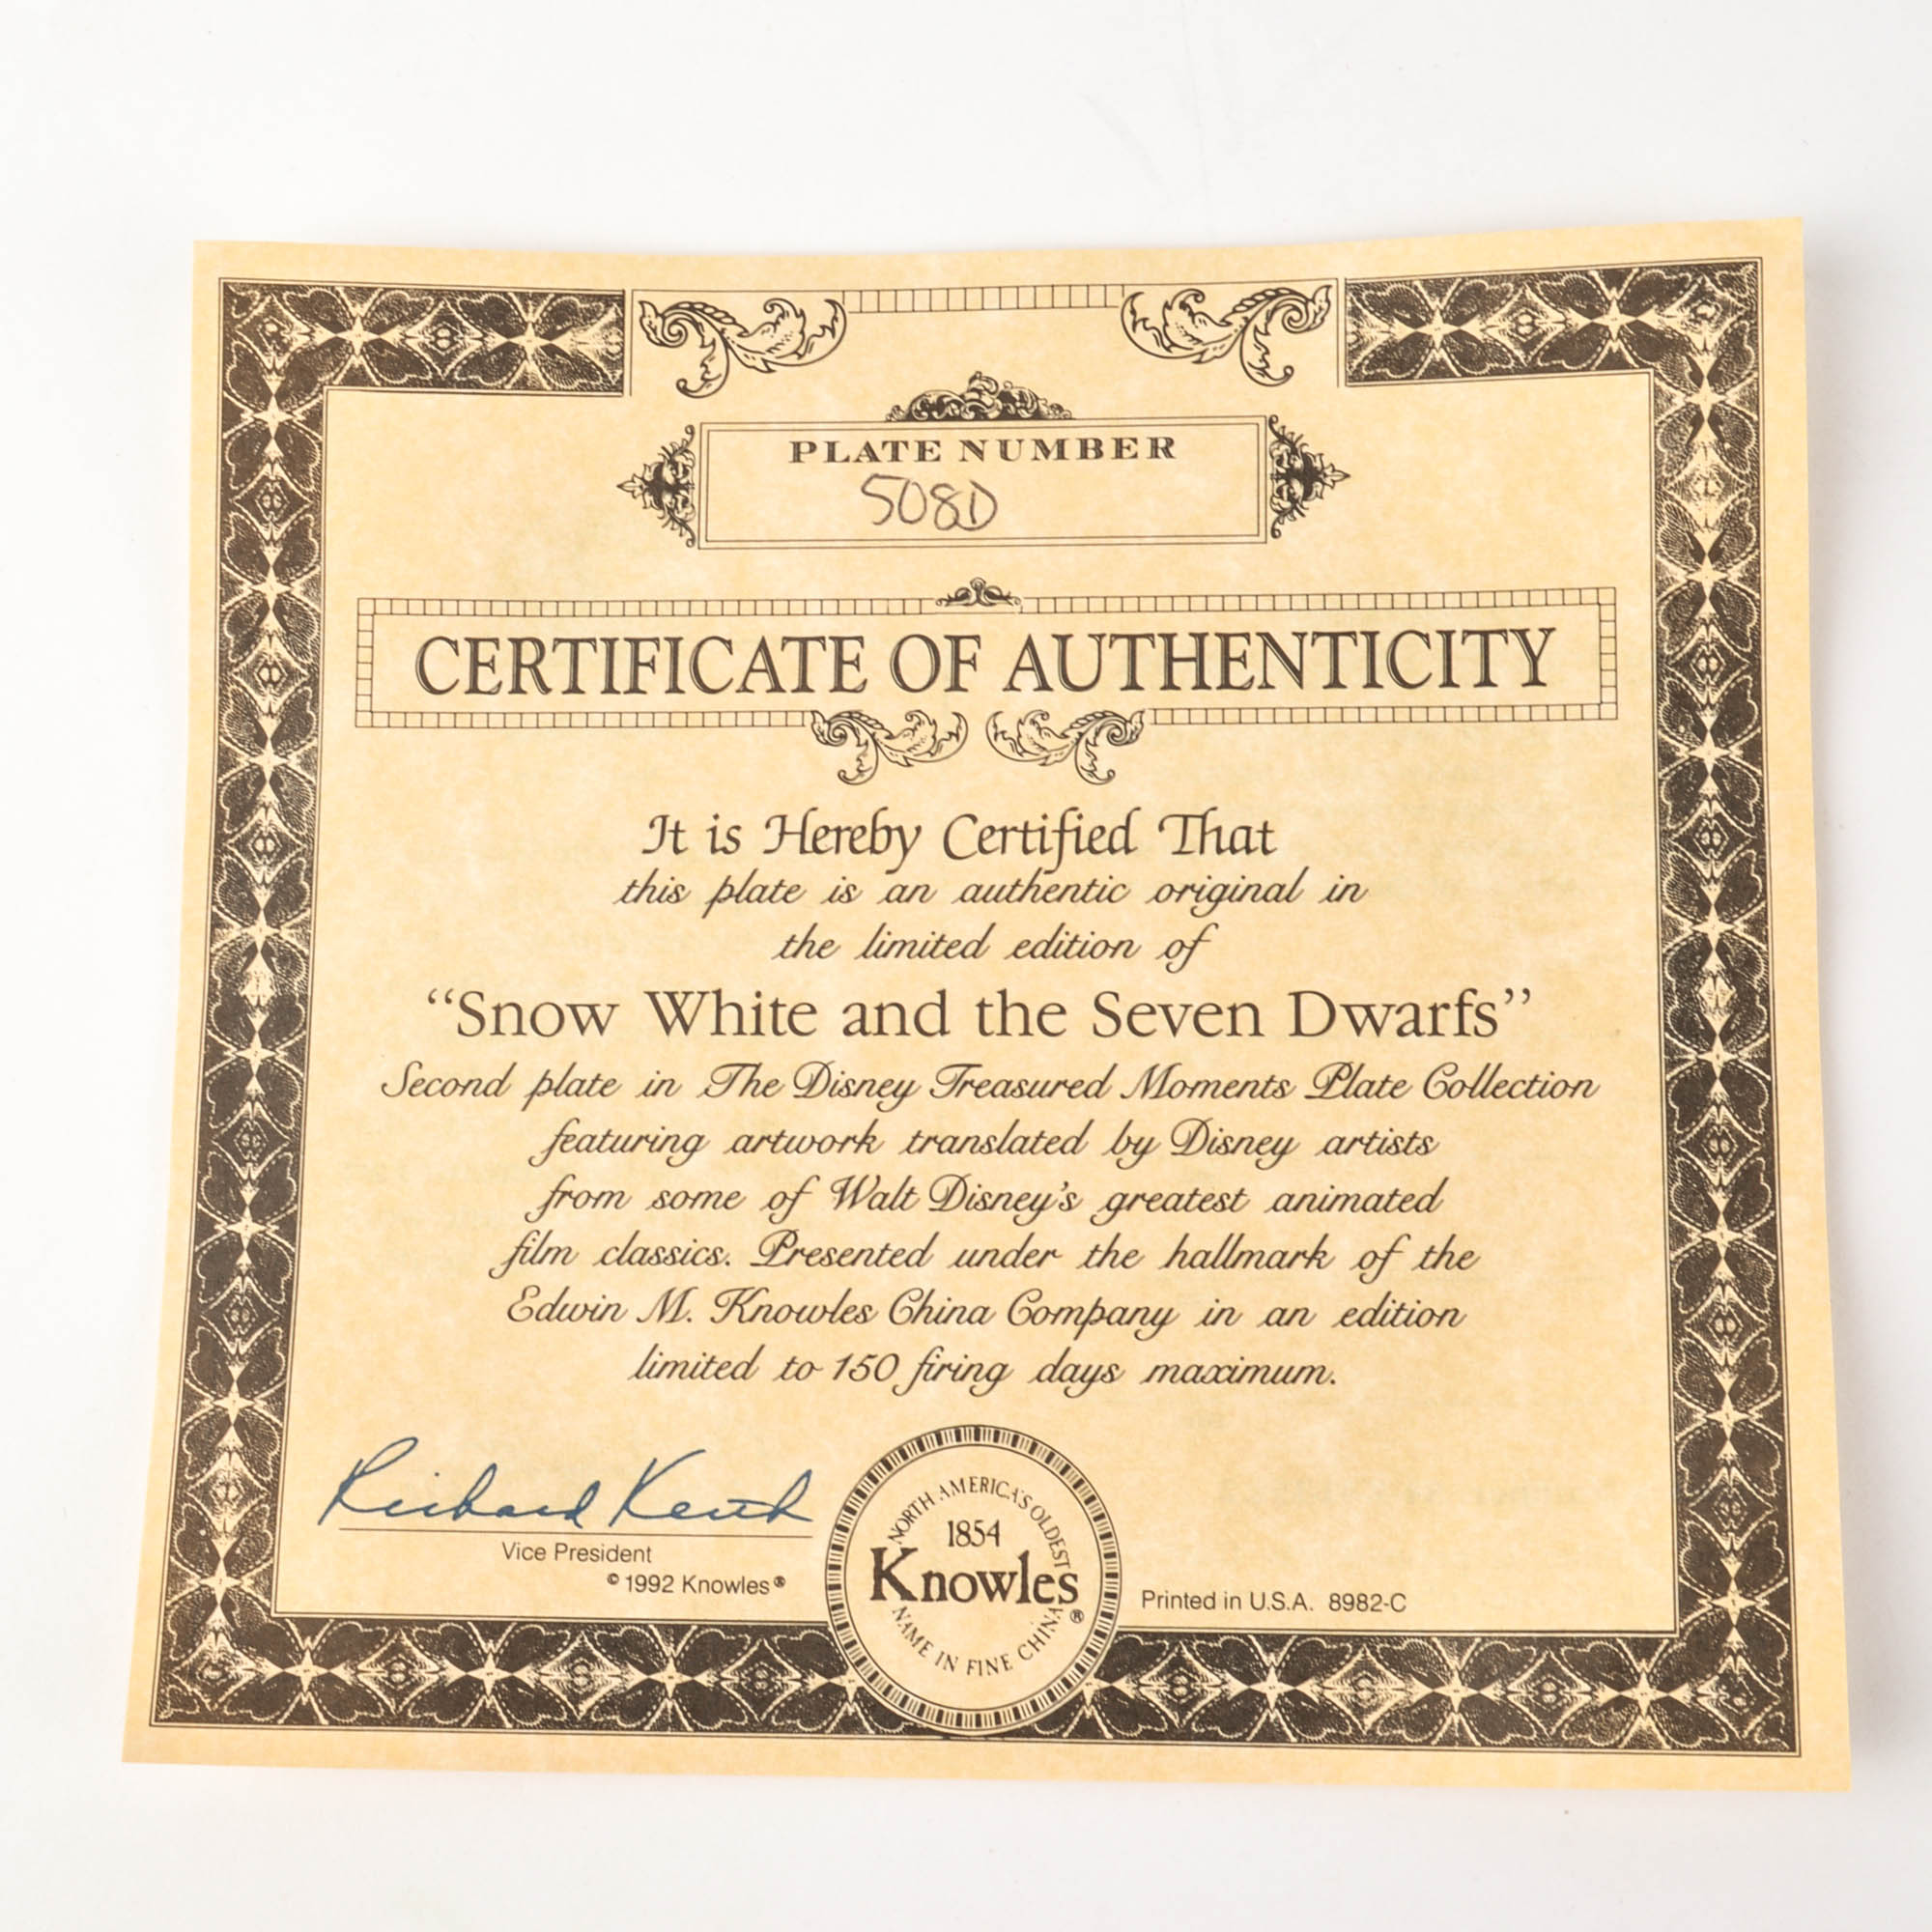 PLATE NUMBER
508D
CERTIFICATE OF AUTHENTICITY
It is Hereby Certified That
this plate is an authentic original in
the limited edition of
“Snow White and the Seven Dwarfs”
Second plate in The Disney Treasured Moments Plate Collection
featuring artwork translated by Disney artists
from some of Walt Disney's greatest animated
film classics. Presented under the hallmark of the
Edwin M. Knowles China Company in an edition
limited to 150 firing days maximum.
Richard Kenth
Vice President
© 1992 Knowles®
NORTH AMERICA'S OLDEST
1854
Knowles®
NAME IN FINE CHINA
Printed in U.S.A. 8982-C